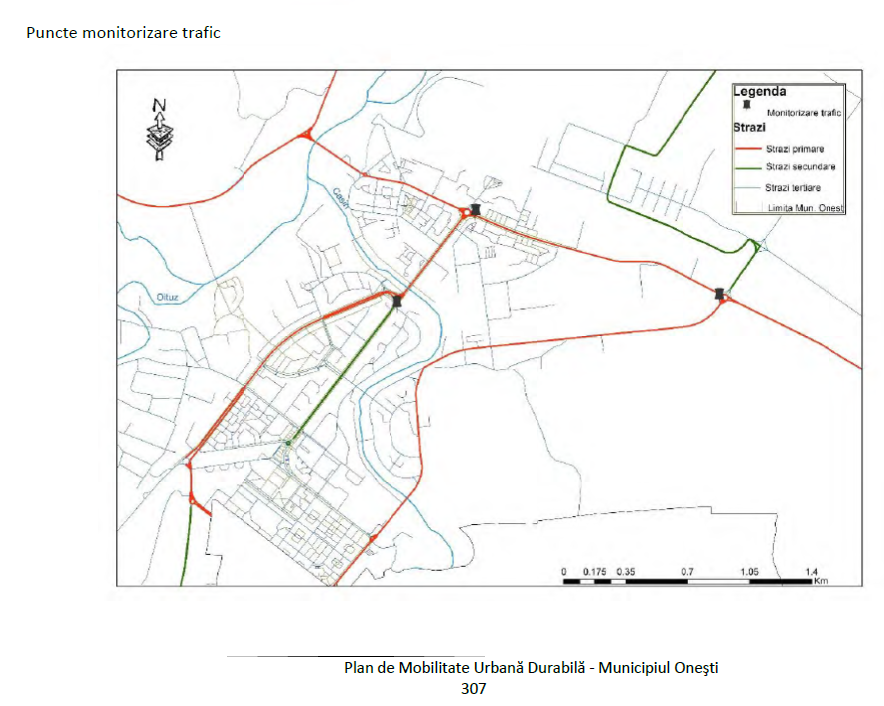 Puncte monitorizare trafic
N
Legenda
Monitorizare trafic
Strazi
Strazi primare
Strazi secundare
Strazi tertiare
Limita Mun. Onest
Casin
Oituz
0 0.175 0.35 0.7 1.05 1.4
Km
Plan de Mobilitate Urbană Durabilă - Municipiul Oneşti
307